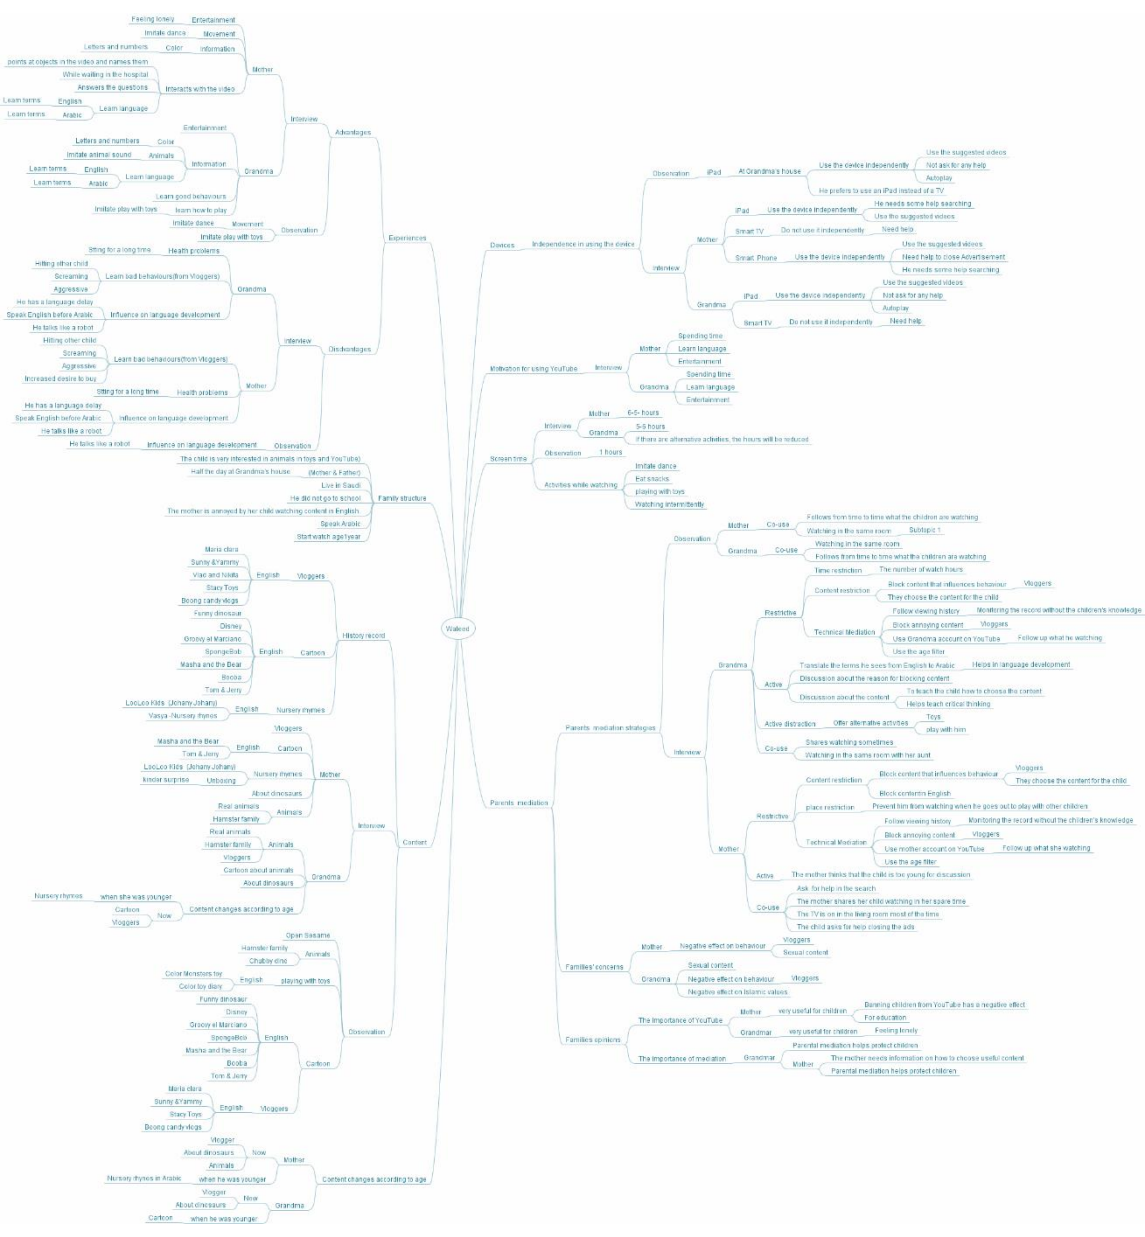 Feeling lonely Entertainment
Imitate dance Movement
Letters and numbers Color Information
Mother
points at objects in the video and names them
While waiting in the hospital
Answers the questions
Interacts with the video
Learn terms English
Learn terms Arabic
Learn language
Interview
Advantages
Entertainment
Letters and numbers Color
Imitate animal sound Animals
Information
Learn terms English
Learn terms Arabic
Learn language
Grandma
Learn good behaviours
Imitate play with toys learn how to play
Imitate dance Movement
Imitate play with toys
Observation
Experiences
Sitting for a long time Health problems
Hitting other child
Screaming
Aggressive
Learn bad behaviours(from Vloggers)
Grandma
He has a language delay
Speak English before Arabic
He talks like a robot
Influence on language development
Interview
Disdvantages
Hitting other child
Screaming
Aggressive
Increased desire to buy
Learn bad behaviours(from Vloggers)
Mother
Sitting for a long time Health problems
He has a language delay
Speak English before Arabic
He talks like a robot
Influence on language development
He talks like a robot Influence on language development Observation
The child is very interested in animals in toys and YouTube)
Half the day at Grandma's house (Mother & Father)
Live in Saudi
He did not go to school
Family structure
The mother is annoyed by her child watching content in English
Speak Arabic
Start watch age1year
Maria clara
Sunny &Yammy
Vlad and Nikita
Stacy Toys
Boong candy vlogs
English Vloggers
Funny dinosaur
Disney
Groovy el Marciano
SpongeBob
Masha and the Bear
Booba
Tom & Jerry
English Cartoon
History record
LooLoo Kids (Johany Johany)
Vasya -Nursery rhymes
English Nursery rhymes
Vloggers
Masha and the Bear
Tom & Jerry
English Cartoon
LooLoo Kids (Johany Johany)
kinder surprise Unboxing
Nursery rhymes
Mother
About dinosaurs
Real animals
Hamster family
Animals
Interview
Real animals
Hamster family
Vloggers
Animals
Cartoon about animals
About dinosaurs
Grandma
Nursery rhymes when she was younger
Cartoon
Vloggers
Now
Content changes according to age
Content
Open Sesame
Hamster family
Chubby dino
Animals
Color Monsters toy
Color toy diary
English playing with toys
Observation
Funny dinosaur
Disney
Groovy el Marciano
SpongeBob
Masha and the Bear
Booba
Tom & Jerry
English
Cartoon
Maria clara
Sunny &Yammy
Stacy Toys
Boong candy vlogs
English Vloggers
Vlogger
About dinosaurs
Animals
Now
Mother
Nursery rhymes in Arabic when he was younger
Content changes according to age
Vlogger
About dinosaurs
Now
Grandma
Cartoon when he was younger
Waleed
Devices Independence in using the device
Observation iPad At Grandma's house
Use the device independently
Use the suggested videos
Not ask for any help
Autoplay
He prefers to use an iPad instead of a TV
Interview
Mother
iPad Use the device independently
He needs some help searching
Use the suggested videos
Smart TV Do not use it independently Need help
Smart Phone Use the device independently
Use the suggested videos
Need help to close Advertisement
He needs some help searching
Grandma
iPad Use the device independently
Use the suggested videos
Not ask for any help
Autoplay
Smart TV Do not use it independently Need help
Motivation for using YouTube Interview
Mother
Spending time
Learn language
Entertainment
Grandma
Spending time
Learn language
Entertainment
Screen time
Interview
Mother 6-5- hours
Grandma
5-6 hours
If there are alternative activities, the hours will be reduced
Observation 1 hours
Activities while watching
Imitate dance
Eat snacks
playing with toys
Watching intermittently
Parents mediation
Parents mediation strategies
Observation
Mother Co-use
Follows from time to time what the children are watching
Watching in the same room Subtopic 1
Grandma Co-use
Watching in the same room
Follows from time to time what the children are watching
Interview
Grandma
Restrictive
Time restriction The number of watch hours
Content restriction
Block content that influences behaviour Vloggers
They choose the content for the child
Technical Mediation
Follow viewing history Monitoring the record without the children's knowledge
Block annoying content Vloggers
Use Grandma account on YouTube Follow up what he watching
Use the age filter
Active
Translate the terms he sees from English to Arabic Helps in language development
Discussion about the reason for blocking content
Discussion about the content
To teach the child how to choose the content
Helps teach critical thinking
Active distraction Offer alternative activities
Toys
play with him
Co-use
Shares watching sometimes
Watching in the same room with her aunt
Mother
Restrictive
Content restriction
Block content that influences behaviour
Vloggers
They choose the content for the child
Block contentin English
place restriction Prevent him from watching when he goes out to play with other children
Technical Mediation
Follow viewing history Monitoring the record without the children's knowledge
Block annoying content Vloggers
Use mother account on YouTube Follow up what she watching
Use the age filter
Active The mother thinks that the child is too young for discussion
Co-use
Ask for help in the search
The mother shares her child watching in her spare time
The TV is on in the living room most of the time
The child asks for help closing the ads
Families' concerns
Mother Negative effect on behaviour
Vloggers
Sexual content
Grandma
Sexual content
Negative effect on behaviour Vloggers
Negative effect on Islamic values
Families opinions
The Importance of YouTube
Mother very useful for children
Banning children from YouTube has a negative effect
For education
Grandmar very useful for children Feeling lonely
The importance of mediation
Grandmar Parental mediation helps protect children
Mother
The mother needs information on how to choose useful content
Parental mediation helps protect children